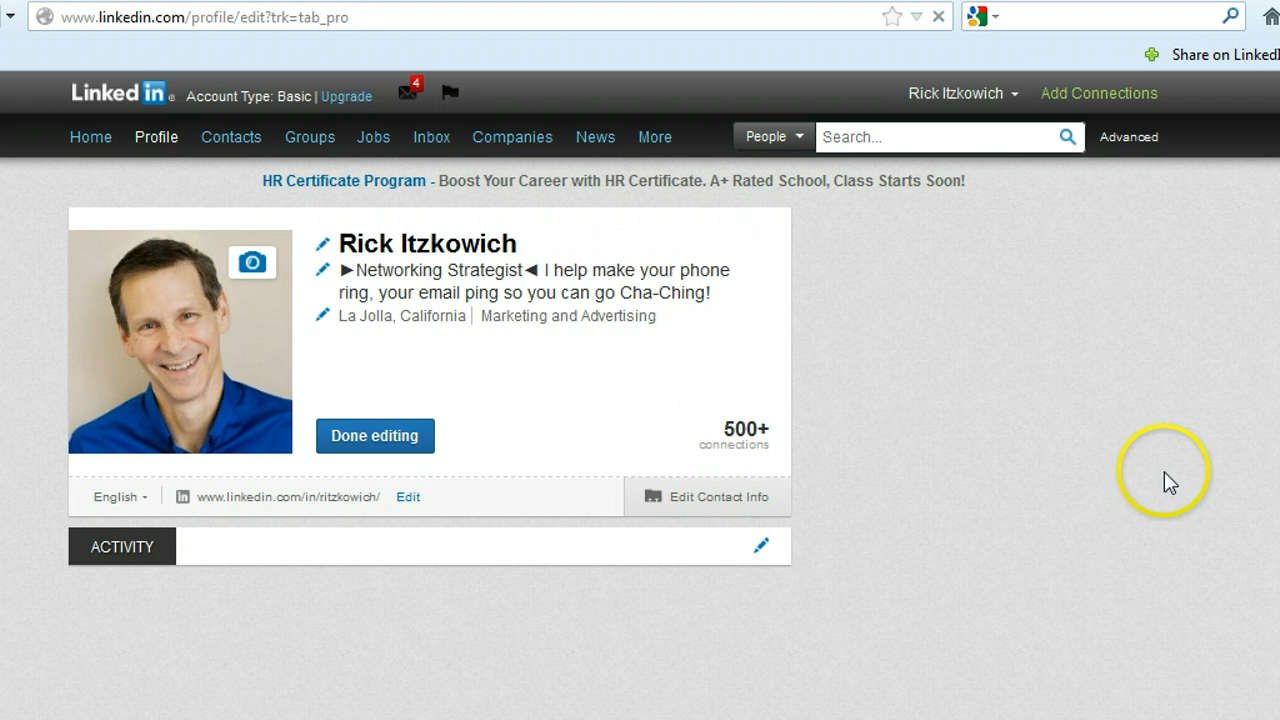 www.linkedin.com/profile/edit?trk=tab_pro
Share on Linked
Linked in® Account Type: Basic | Upgrade 4 Rick Itzkowich Add Connections
Home Profile Contacts Groups Jobs Inbox Companies News More People Search... Advanced
HR Certificate Program - Boost Your Career with HR Certificate. A+ Rated School, Class Starts Soon!
Rick Itzkowich
►Networking Strategist◄ I help make your phone
ring, your email ping so you can go Cha-Ching!
La Jolla, California | Marketing and Advertising
Done editing
500+
connections
English in www.linkedin.com/in/ritzkowich/ Edit Edit Contact Info
ACTIVITY